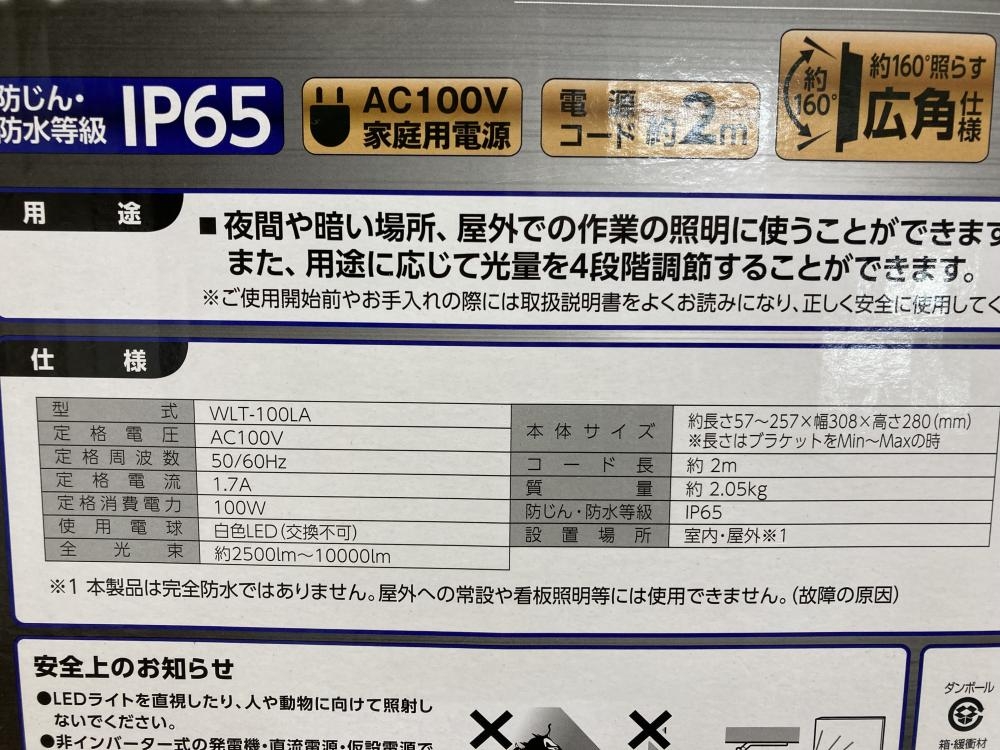 防じん・
防水等級 IP65
AC100V
家庭用電源
電源
コード 約2m
約
160°
約160°照らす
広角仕様
用途
■夜間や暗い場所、屋外での作業の照明に使うことができます
また、用途に応じて光量を4段階調節することができます。
※ご使用開始前やお手入れの際には取扱説明書をよくお読みになり、正しく安全に使用してく
仕様
型式 WLT-100LA
定格電圧 AC100V
定格周波数 50/60Hz
定格電流 1.7A
定格消費電力 100W
使用電球 白色LED(交換不可)
全光束 約2500lm～10000lm
本体サイズ 約長さ57～257×幅308×高さ280(mm)
※長さはブラケットをMin～Maxの時
コード長 約 2m
質量 約 2.05kg
防じん・防水等級 IP65
設置場所 室内・屋外※1
※1 本製品は完全防水ではありません。屋外への常設や看板照明等には使用できません。(故障の原因)
安全上のお知らせ
●LEDライトを直視したり、人や動物に向けて照射し
ないでください。
●非インバーター式の発電機・直流電源・仮設電源で
ダンボール
箱・緩衝材